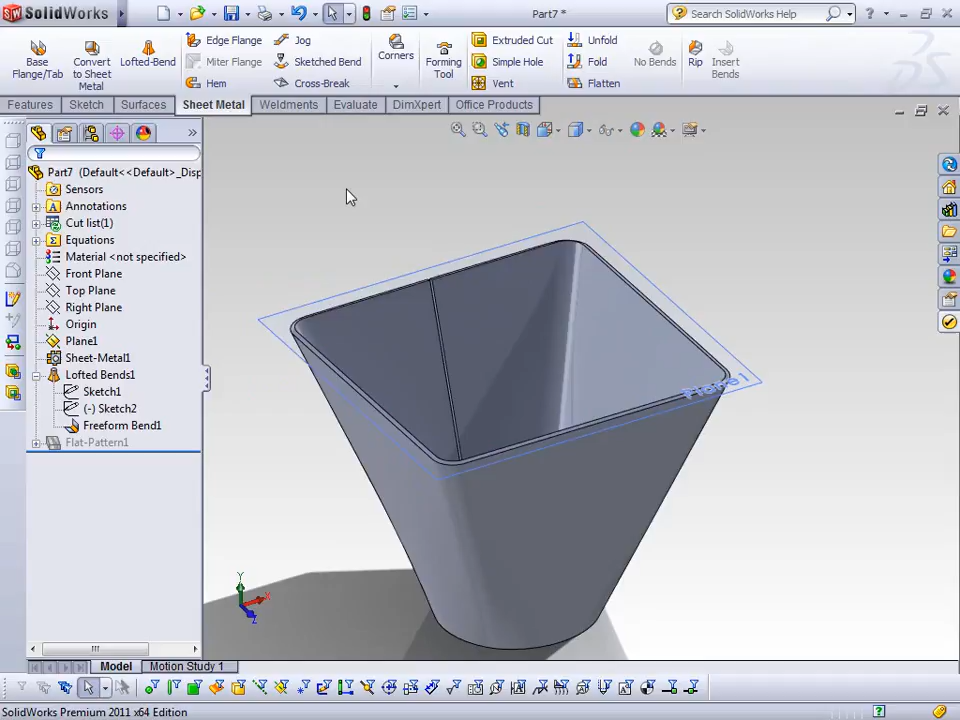 SolidWorks
Part7 *
Search SolidWorks Help
Base Flange/Tab
Convert to Sheet Metal
Lofted-Bend
Edge Flange
Miter Flange
Hem
Jog
Sketched Bend
Cross-Break
Corners
Forming Tool
Extruded Cut
Simple Hole
Vent
Unfold
Fold
Flatten
No Bends
Rip
Insert Bends
Features
Sketch
Surfaces
Sheet Metal
Weldments
Evaluate
DimXpert
Office Products
Part7 (Default<<Default>_Disp
Sensors
Annotations
Cut list(1)
Equations
Material <not specified>
Front Plane
Top Plane
Right Plane
Origin
Plane1
Sheet-Metal1
Lofted Bends1
Sketch1
(-) Sketch2
Freeform Bend1
Flat-Pattern1
Plane1
Y
X
Z
Model
Motion Study 1
SolidWorks Premium 2011 x64 Edition